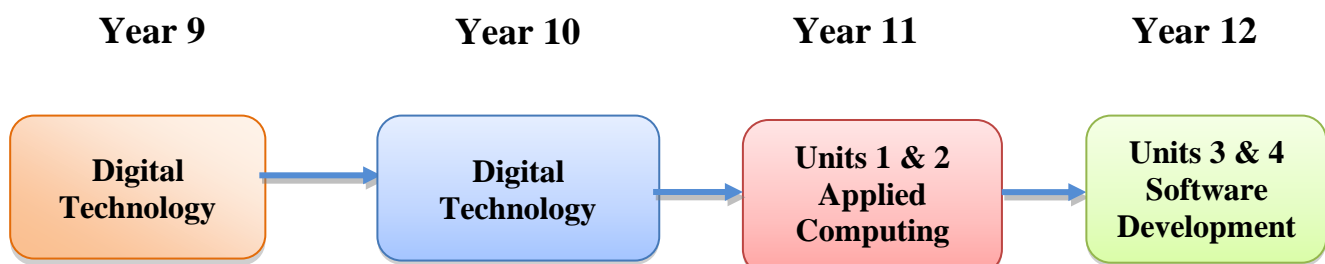 Year 9
Year 10
Year 11
Year 12
Digital
Technology
Digital
Technology
Units 1 & 2
Applied
Computing
Units 3 & 4
Software
Development